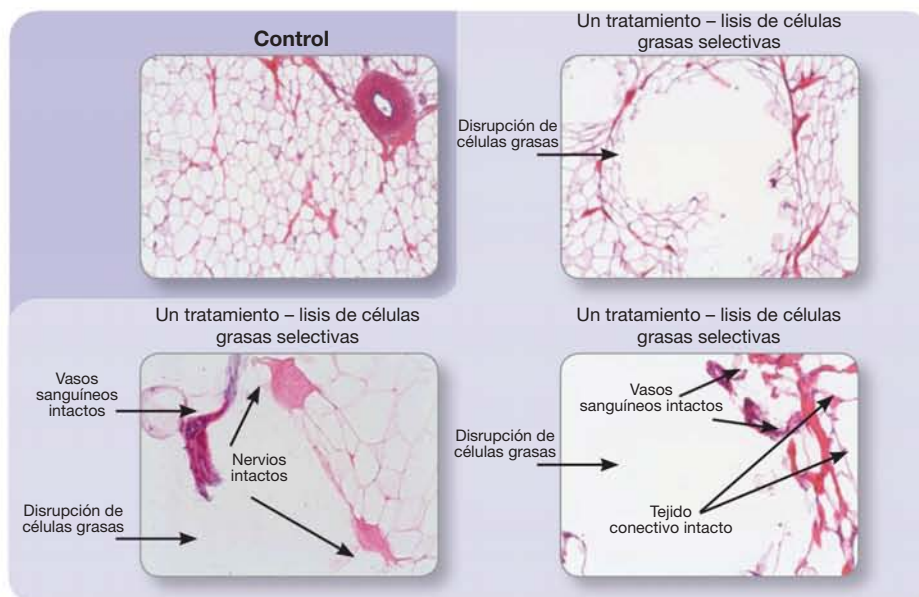 Control
Un tratamiento – lisis de células
grasas selectivas
Disrupción de
células grasas
Un tratamiento – lisis de células
grasas selectivas
Vasos
sanguíneos
intactos
Nervios
intactos
Disrupción de
células grasas
Un tratamiento – lisis de células
grasas selectivas
Vasos
sanguíneos intactos
Disrupción de
células grasas
Tejido
conectivo intacto